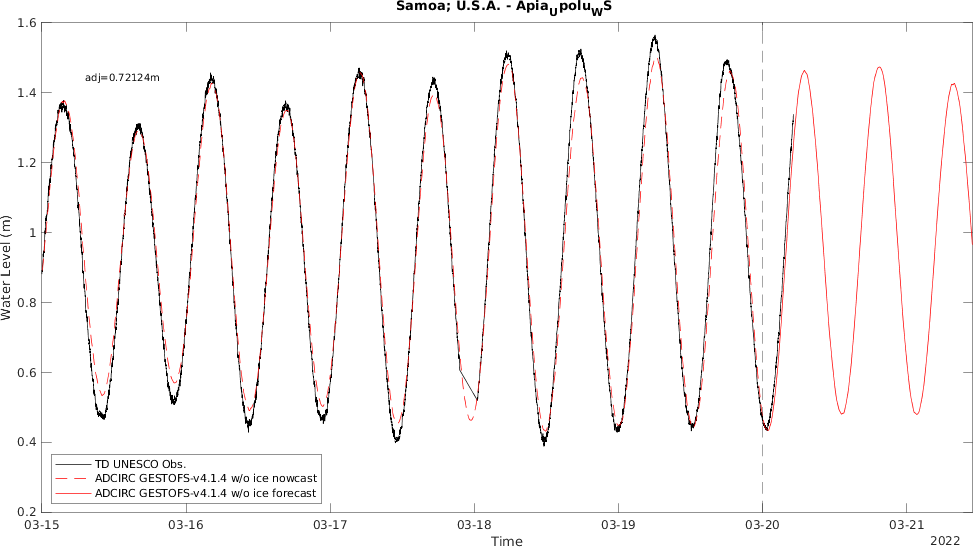 Samoa; U.S.A. - ApiaUpoluWS
1.6
adj=0.72124m
1.4
1.2
1
0.8
0.6
0.4
0.2
Water Level (m)
TD UNESCO Obs.
ADCIRC GESTOFS-v4.1.4 w/o ice nowcast
ADCIRC GESTOFS-v4.1.4 w/o ice forecast
03-15 03-16 03-17 03-18 03-19 03-20 03-21
Time 2022